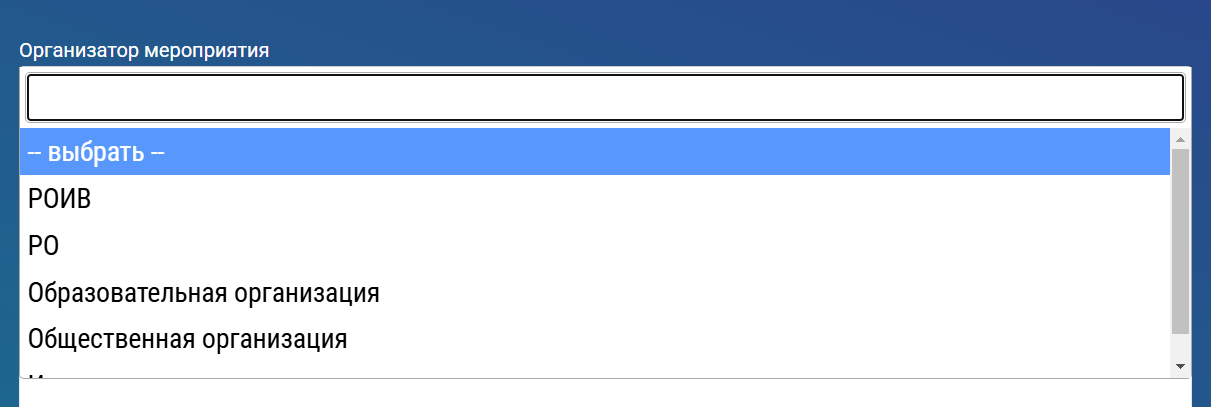 Организатор мероприятия
-- выбрать --
РОИВ
РО
Образовательная организация
Общественная организация